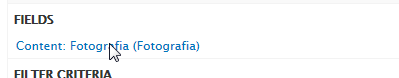 FIELDS
Content: Fotografia (Fotografia)
FILTER CRITERIA